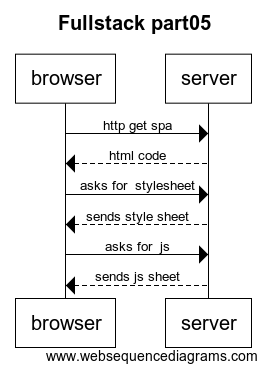 Fullstack part05
browser server
http get spa
html code
asks for  stylesheet
sends style sheet
asks for  js
sends js sheet
browser server
www.websequencediagrams.com